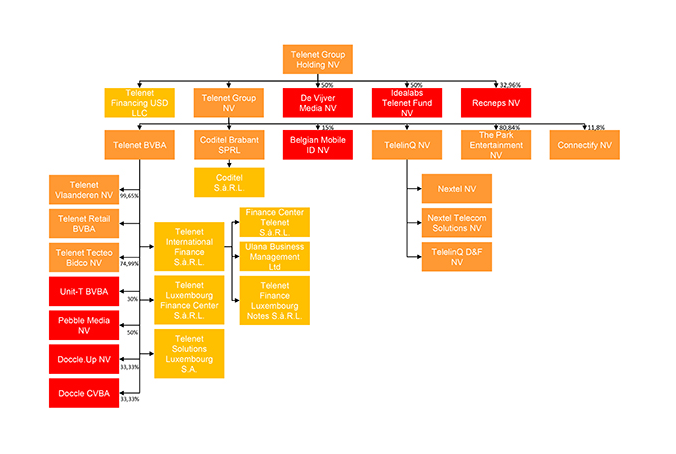 Telenet Group
Holding NV
50%
50%
32,96%
Telenet
Financing USD
LLC
Telenet Group
NV
De Vijver
Media NV
Idealabs
Telenet Fund
NV
Recneps NV
15%
80,84%
11,8%
Telenet BVBA
Coditel Brabant
SPRL
Belgian Mobile
ID NV
TelelinQ NV
The Park
Entertainment
NV
Connectify NV
Coditel
S.à.R.L.
Telenet
Vlaanderen NV
99,65%
Nextel NV
Telenet Retail
BVBA
Telenet
International
Finance
S.à.R.L.
Finance Center
Telenet
S.à.R.L.
Nextel Telecom
Solutions NV
Telenet Tecteo
Bidco NV
74,99%
Ulana Business
Management
Ltd
TelelinQ D&F
NV
Unit-T BVBA
30%
Telenet
Luxembourg
Finance Center
S.à.R.L.
Telenet
Finance
Luxembourg
Notes S.à.R.L.
Pebble Media
NV
50%
Doccle.Up NV
33,33%
Telenet
Solutions
Luxembourg
S.A.
Doccle CVBA
33,33%